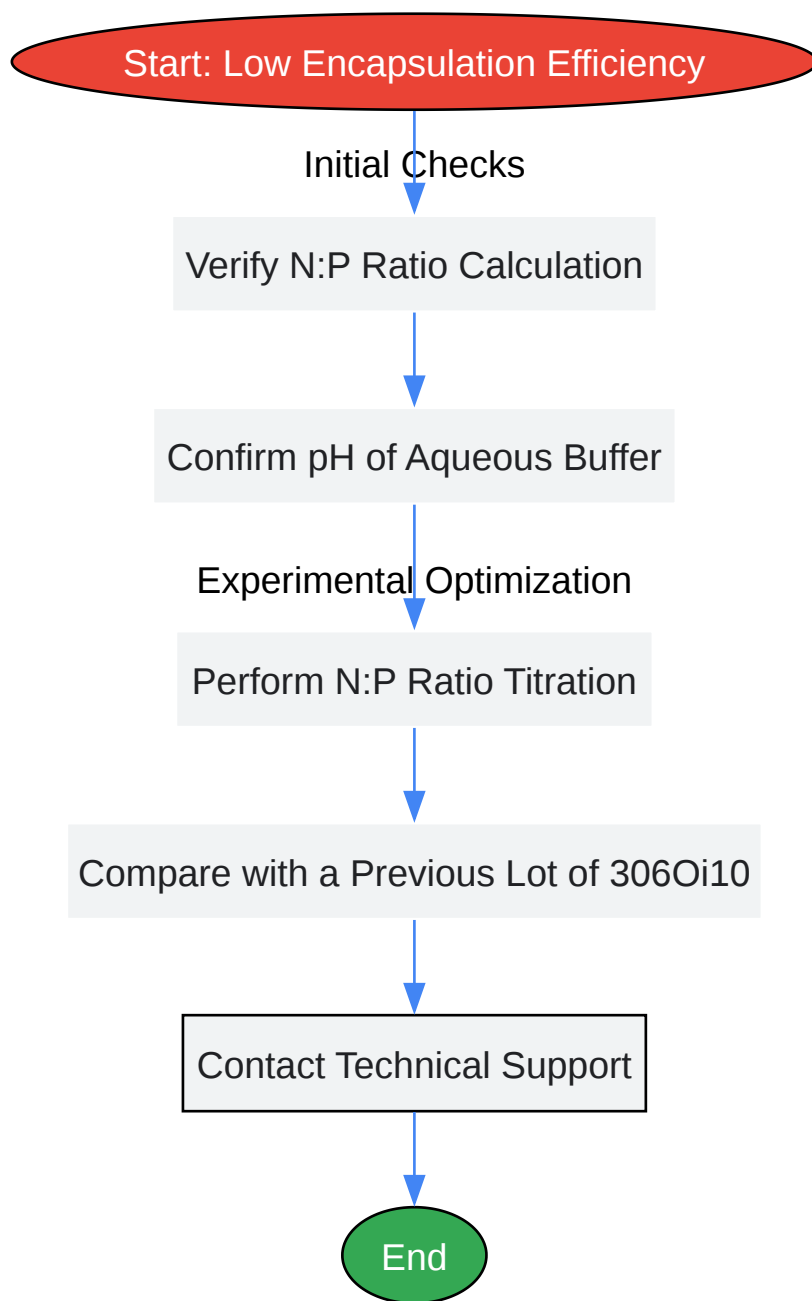 Start: Low Encapsulation Efficiency
Initial Checks
Verify N:P Ratio Calculation
Confirm pH of Aqueous Buffer
Experimental Optimization
Perform N:P Ratio Titration
Compare with a Previous Lot of 306Oi10
Contact Technical Support
End